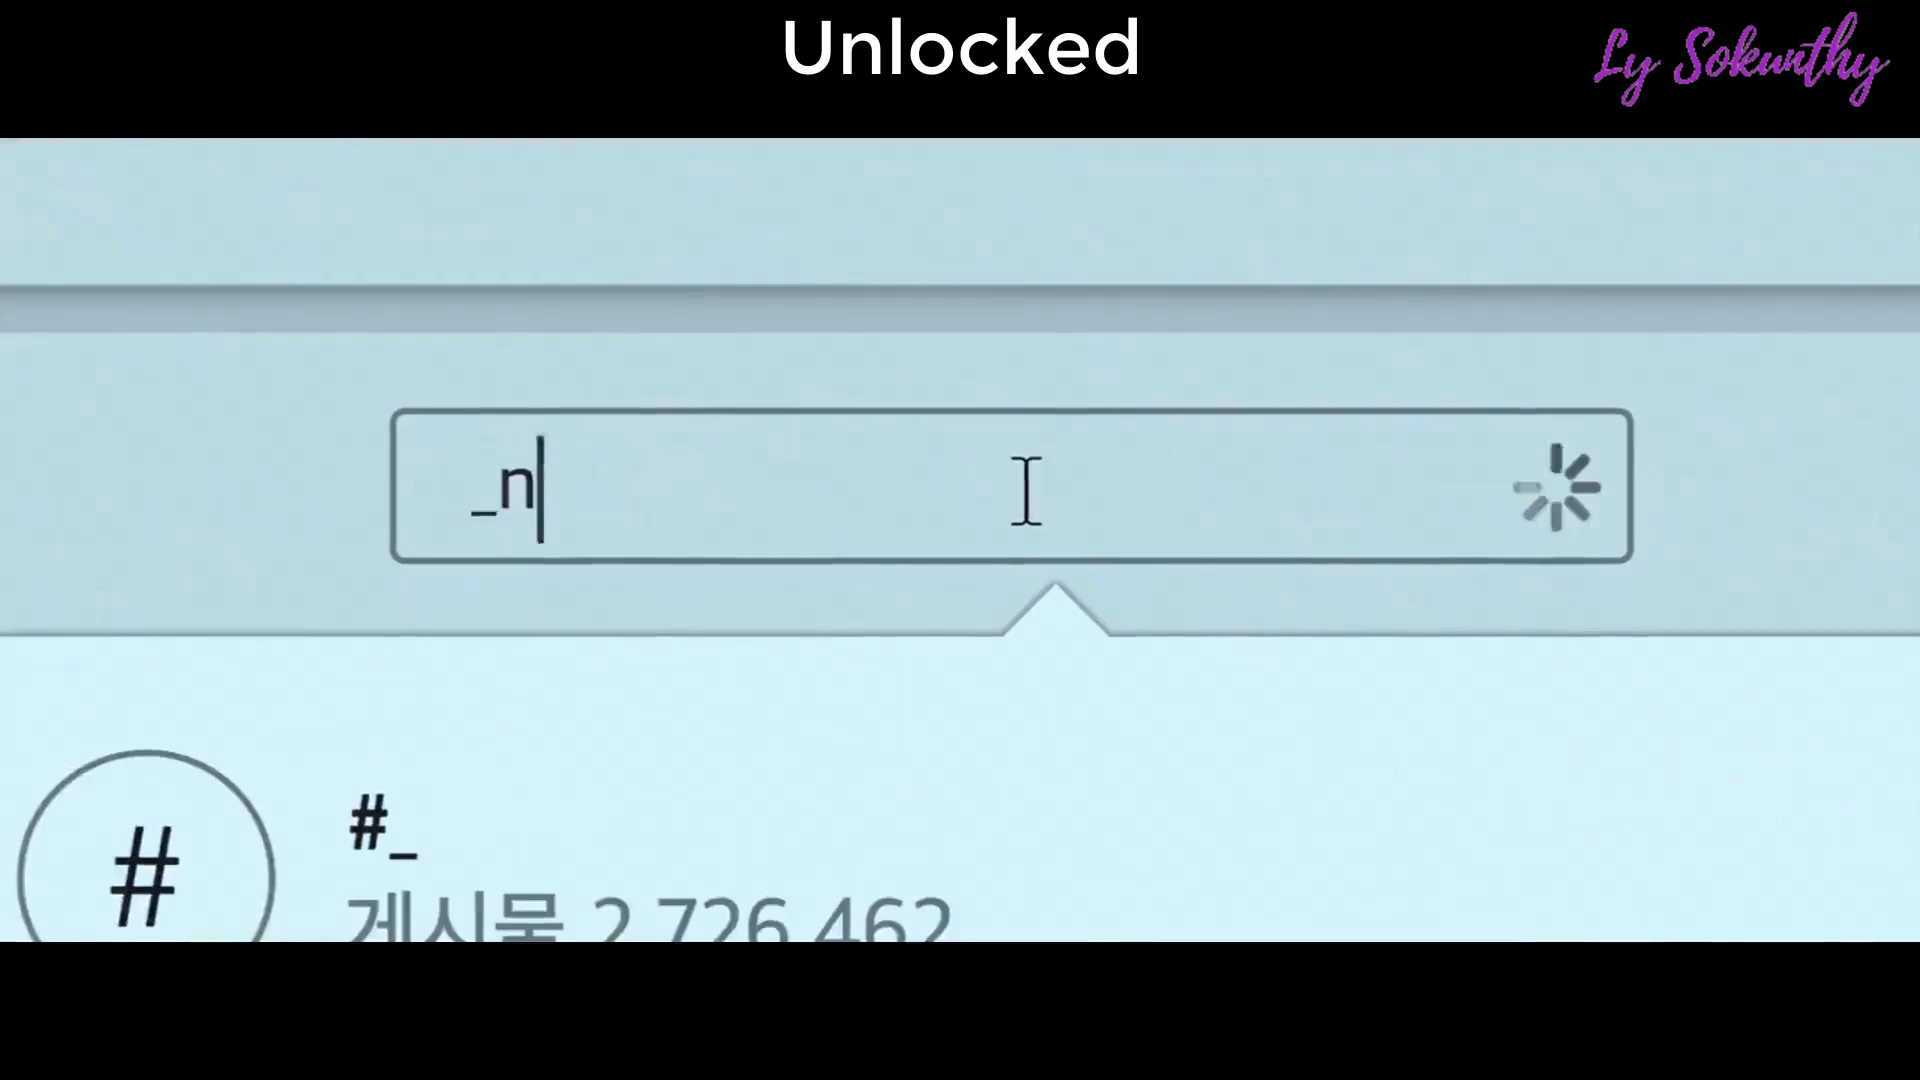 Unlocked
Ly Sokunthy
_n
#
#_
게시물 2,726,462